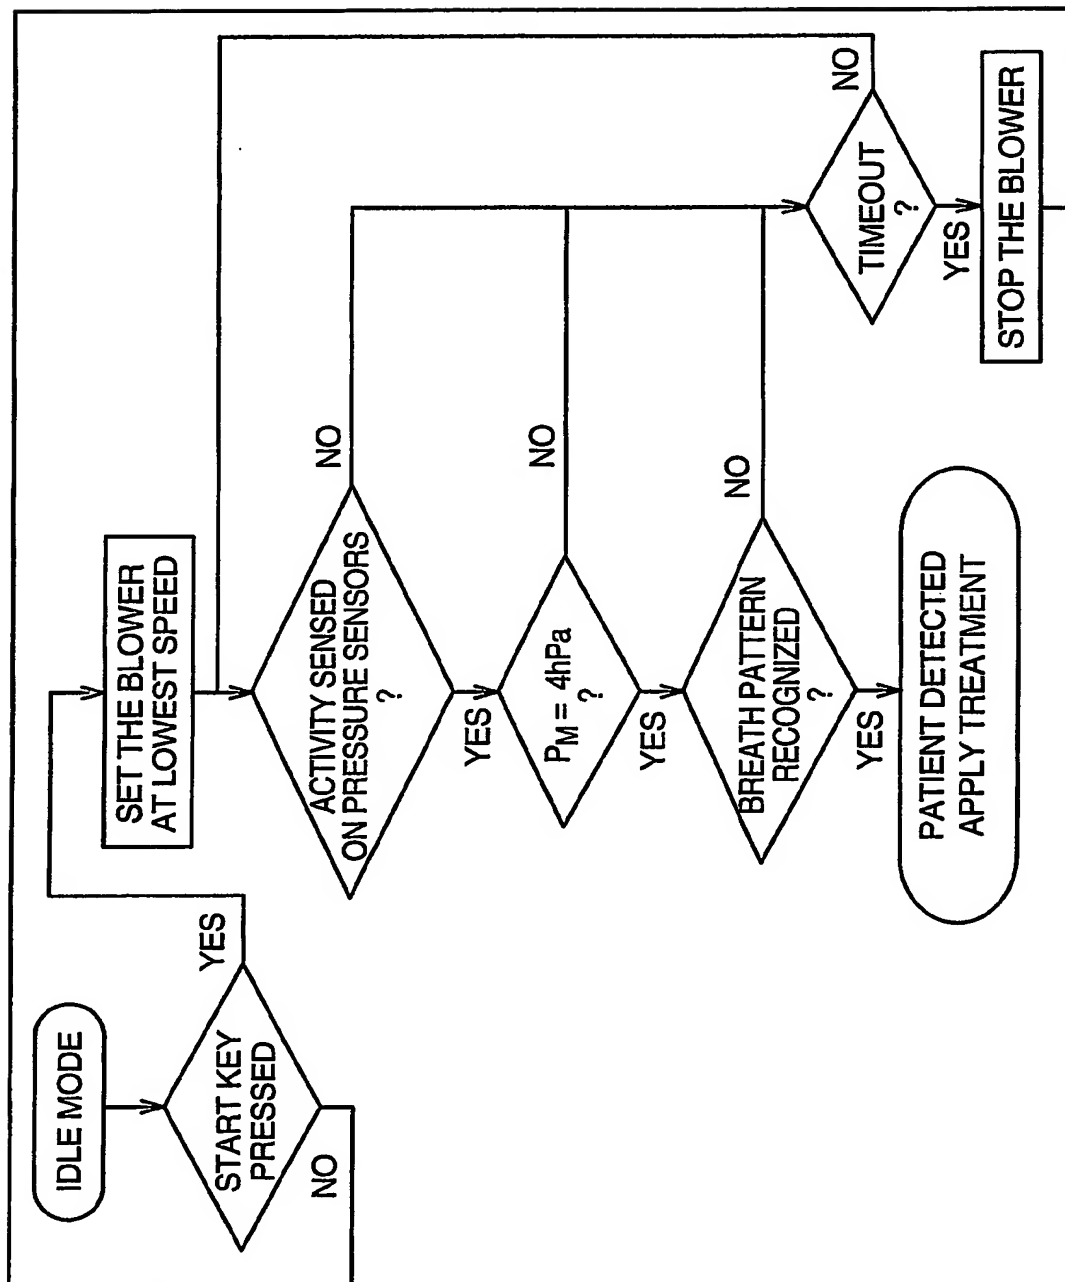 IDLE MODE
START KEY
PRESSED
YES
NO
SET THE BLOWER
AT LOWEST SPEED
ACTIVITY SENSED
ON PRESSURE SENSORS
?
NO
YES
PM = 4hPa
?
NO
YES
BREATH PATTERN
RECOGNIZED
?
NO
YES
PATIENT DETECTED
APPLY TREATMENT
TIMEOUT
?
NO
YES
STOP THE BLOWER